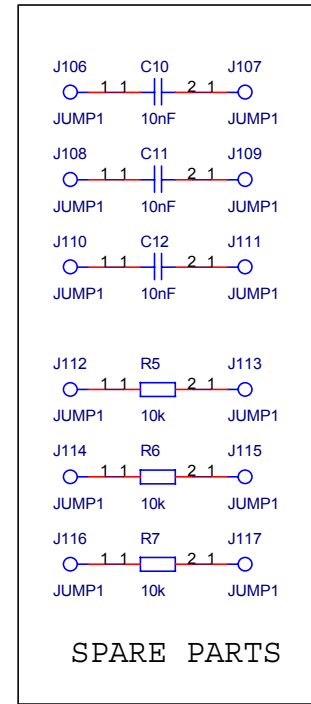 J106 C10 J107
1 1 2 1
JUMP1 10nF JUMP1
J108 C11 J109
1 1 2 1
JUMP1 10nF JUMP1
J110 C12 J111
1 1 2 1
JUMP1 10nF JUMP1
J112 R5 J113
1 1 2 1
JUMP1 10k JUMP1
J114 R6 J115
1 1 2 1
JUMP1 10k JUMP1
J116 R7 J117
1 1 2 1
JUMP1 10k JUMP1
SPARE PARTS